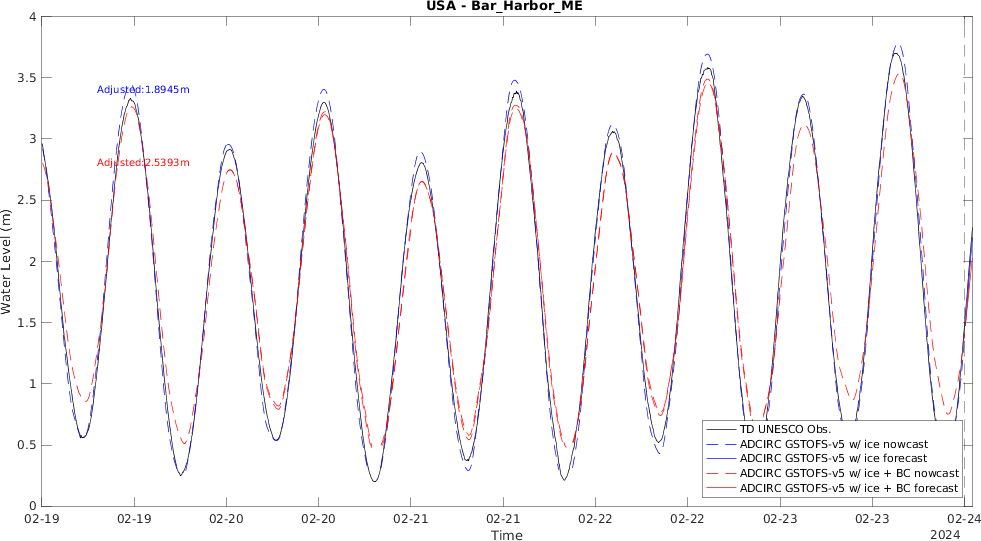 USA - Bar_Harbor_ME
4
3.5
3
2.5
2
1.5
1
0.5
0
Water Level (m)
Adjusted:1.8945m
Adjusted:2.5393m
TD UNESCO Obs.
ADCIRC GSTOFS-v5 w/ ice nowcast
ADCIRC GSTOFS-v5 w/ ice forecast
ADCIRC GSTOFS-v5 w/ ice + BC nowcast
ADCIRC GSTOFS-v5 w/ ice + BC forecast
02-19 02-19 02-20 02-20 02-21 02-21 02-22 02-22 02-23 02-23 02-24
Time
2024